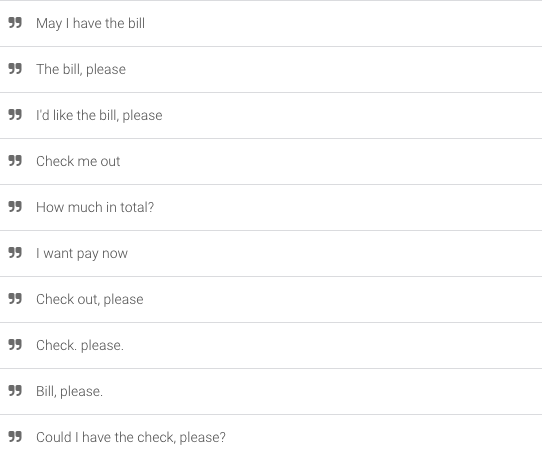 May I have the bill
The bill, please
I'd like the bill, please
Check me out
How much in total?
I want pay now
Check out, please
Check. please.
Bill, please.
Could I have the check, please?